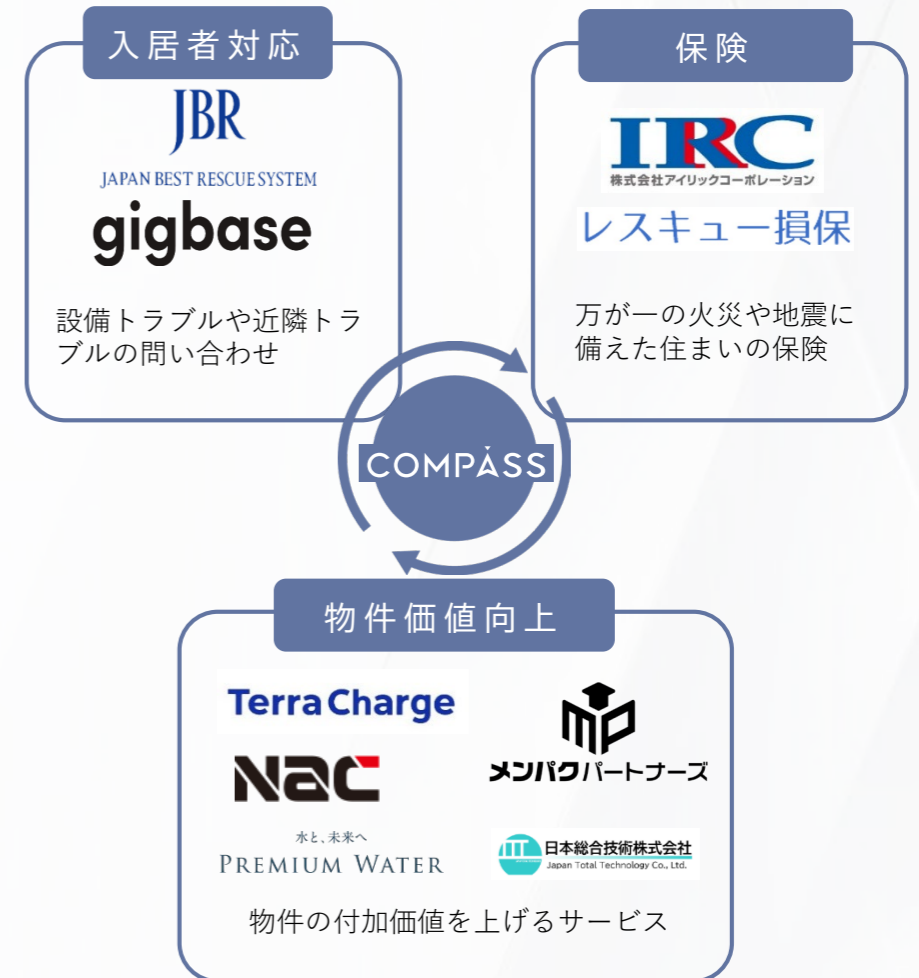 入居者対応
JBR
JAPAN BEST RESCUE SYSTEM
gigbase
設備トラブルや近隣トラ
ブルの問い合わせ
保険
IRC
株式会社アイリックコーポレーション
レスキュー損保
万が一の火災や地震に
備えた住まいの保険
COMPASS
物件価値向上
Terra Charge
Nac
水と、未来へ
PREMIUM WATER
MP
メンパクパートナーズ
日本総合技術株式会社
Japan Total Technology Co., Ltd.
物件の付加価値を上げるサービス